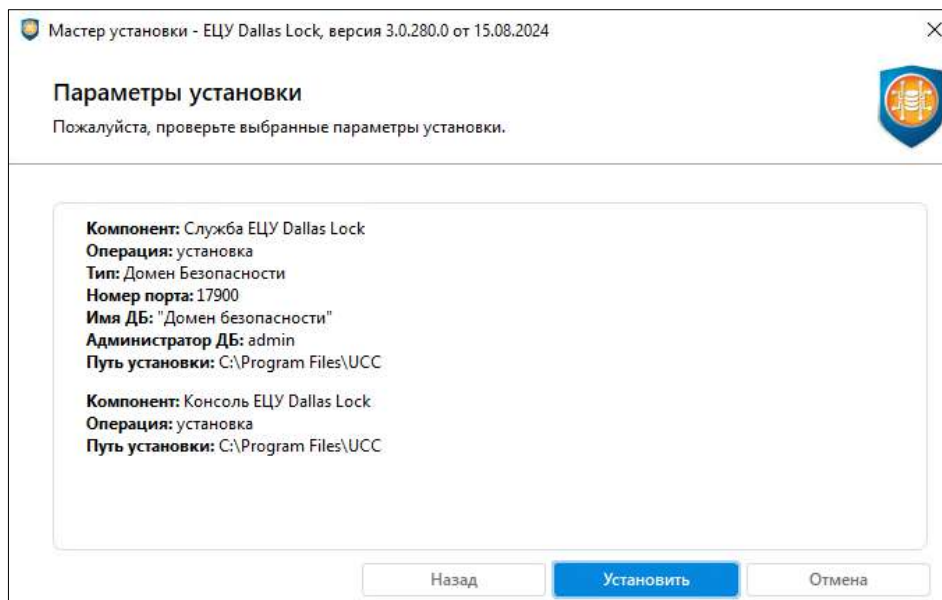 Мастер установки - ЕЦУ Dallas Lock, версия 3.0.280.0 от 15.08.2024
Параметры установки
Пожалуйста, проверьте выбранные параметры установки.
Компонент: Служба ЕЦУ Dallas Lock
Операция: установка
Тип: Домен Безопасности
Номер порта: 17900
Имя ДБ: "Домен безопасности"
Администратор ДБ: admin
Путь установки: C:\Program Files\UCC
Компонент: Консоль ЕЦУ Dallas Lock
Операция: установка
Путь установки: C:\Program Files\UCC
Назад Установить Отмена